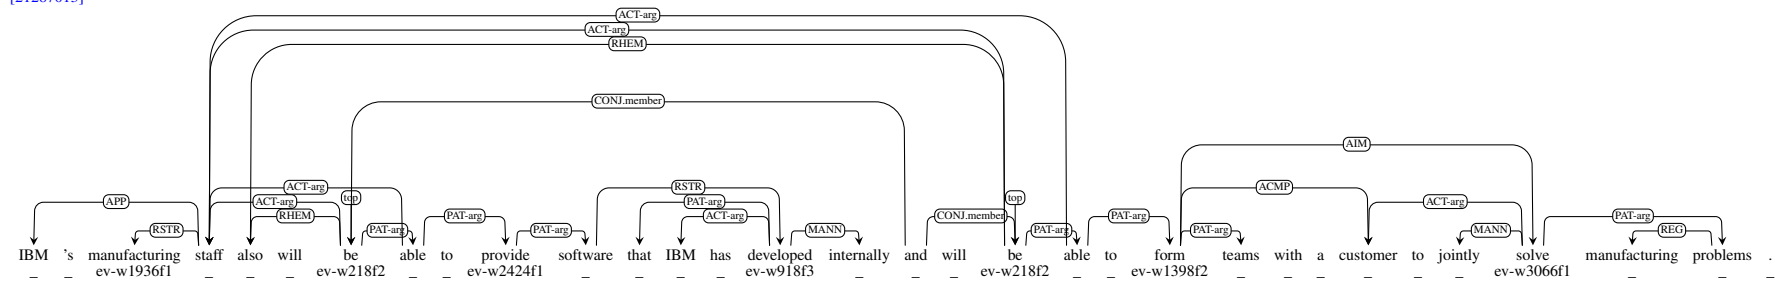 [21267015]
ACT-arg
ACT-arg
RHEM
CONJ.member
AIM
ACT-arg RSTR ACMP
APP ACT-arg top PAT-arg top ACT-arg
RHEM PAT-arg ACT-arg CONJ.member PAT-arg PAT-arg
RSTR PAT-arg PAT-arg MANN PAT-arg PAT-arg MANN REG
IBM 's manufacturing staff also will be able to provide software that IBM has developed internally and will be able to form teams with a customer to jointly solve manufacturing problems .
_ _ ev-w1936f1 _ _ _ ev-w218f2 _ _ ev-w2424f1 _ _ _ _ ev-w918f3 _ _ _ ev-w218f2 _ _ ev-w1398f2 _ _ _ _ _ _ ev-w3066f1 _ _ _